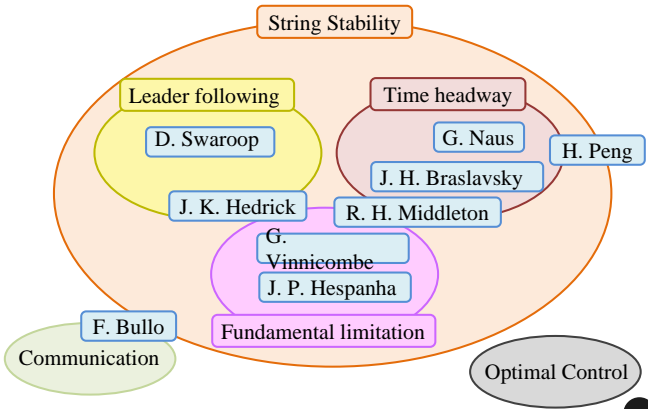 String Stability
Leader following
Time headway
D. Swaroop
G. Naus
H. Peng
J. H. Braslavsky
J. K. Hedrick
R. H. Middleton
G.
Vinnicombe
J. P. Hespanha
F. Bullo
Fundamental limitation
Communication
Optimal Control